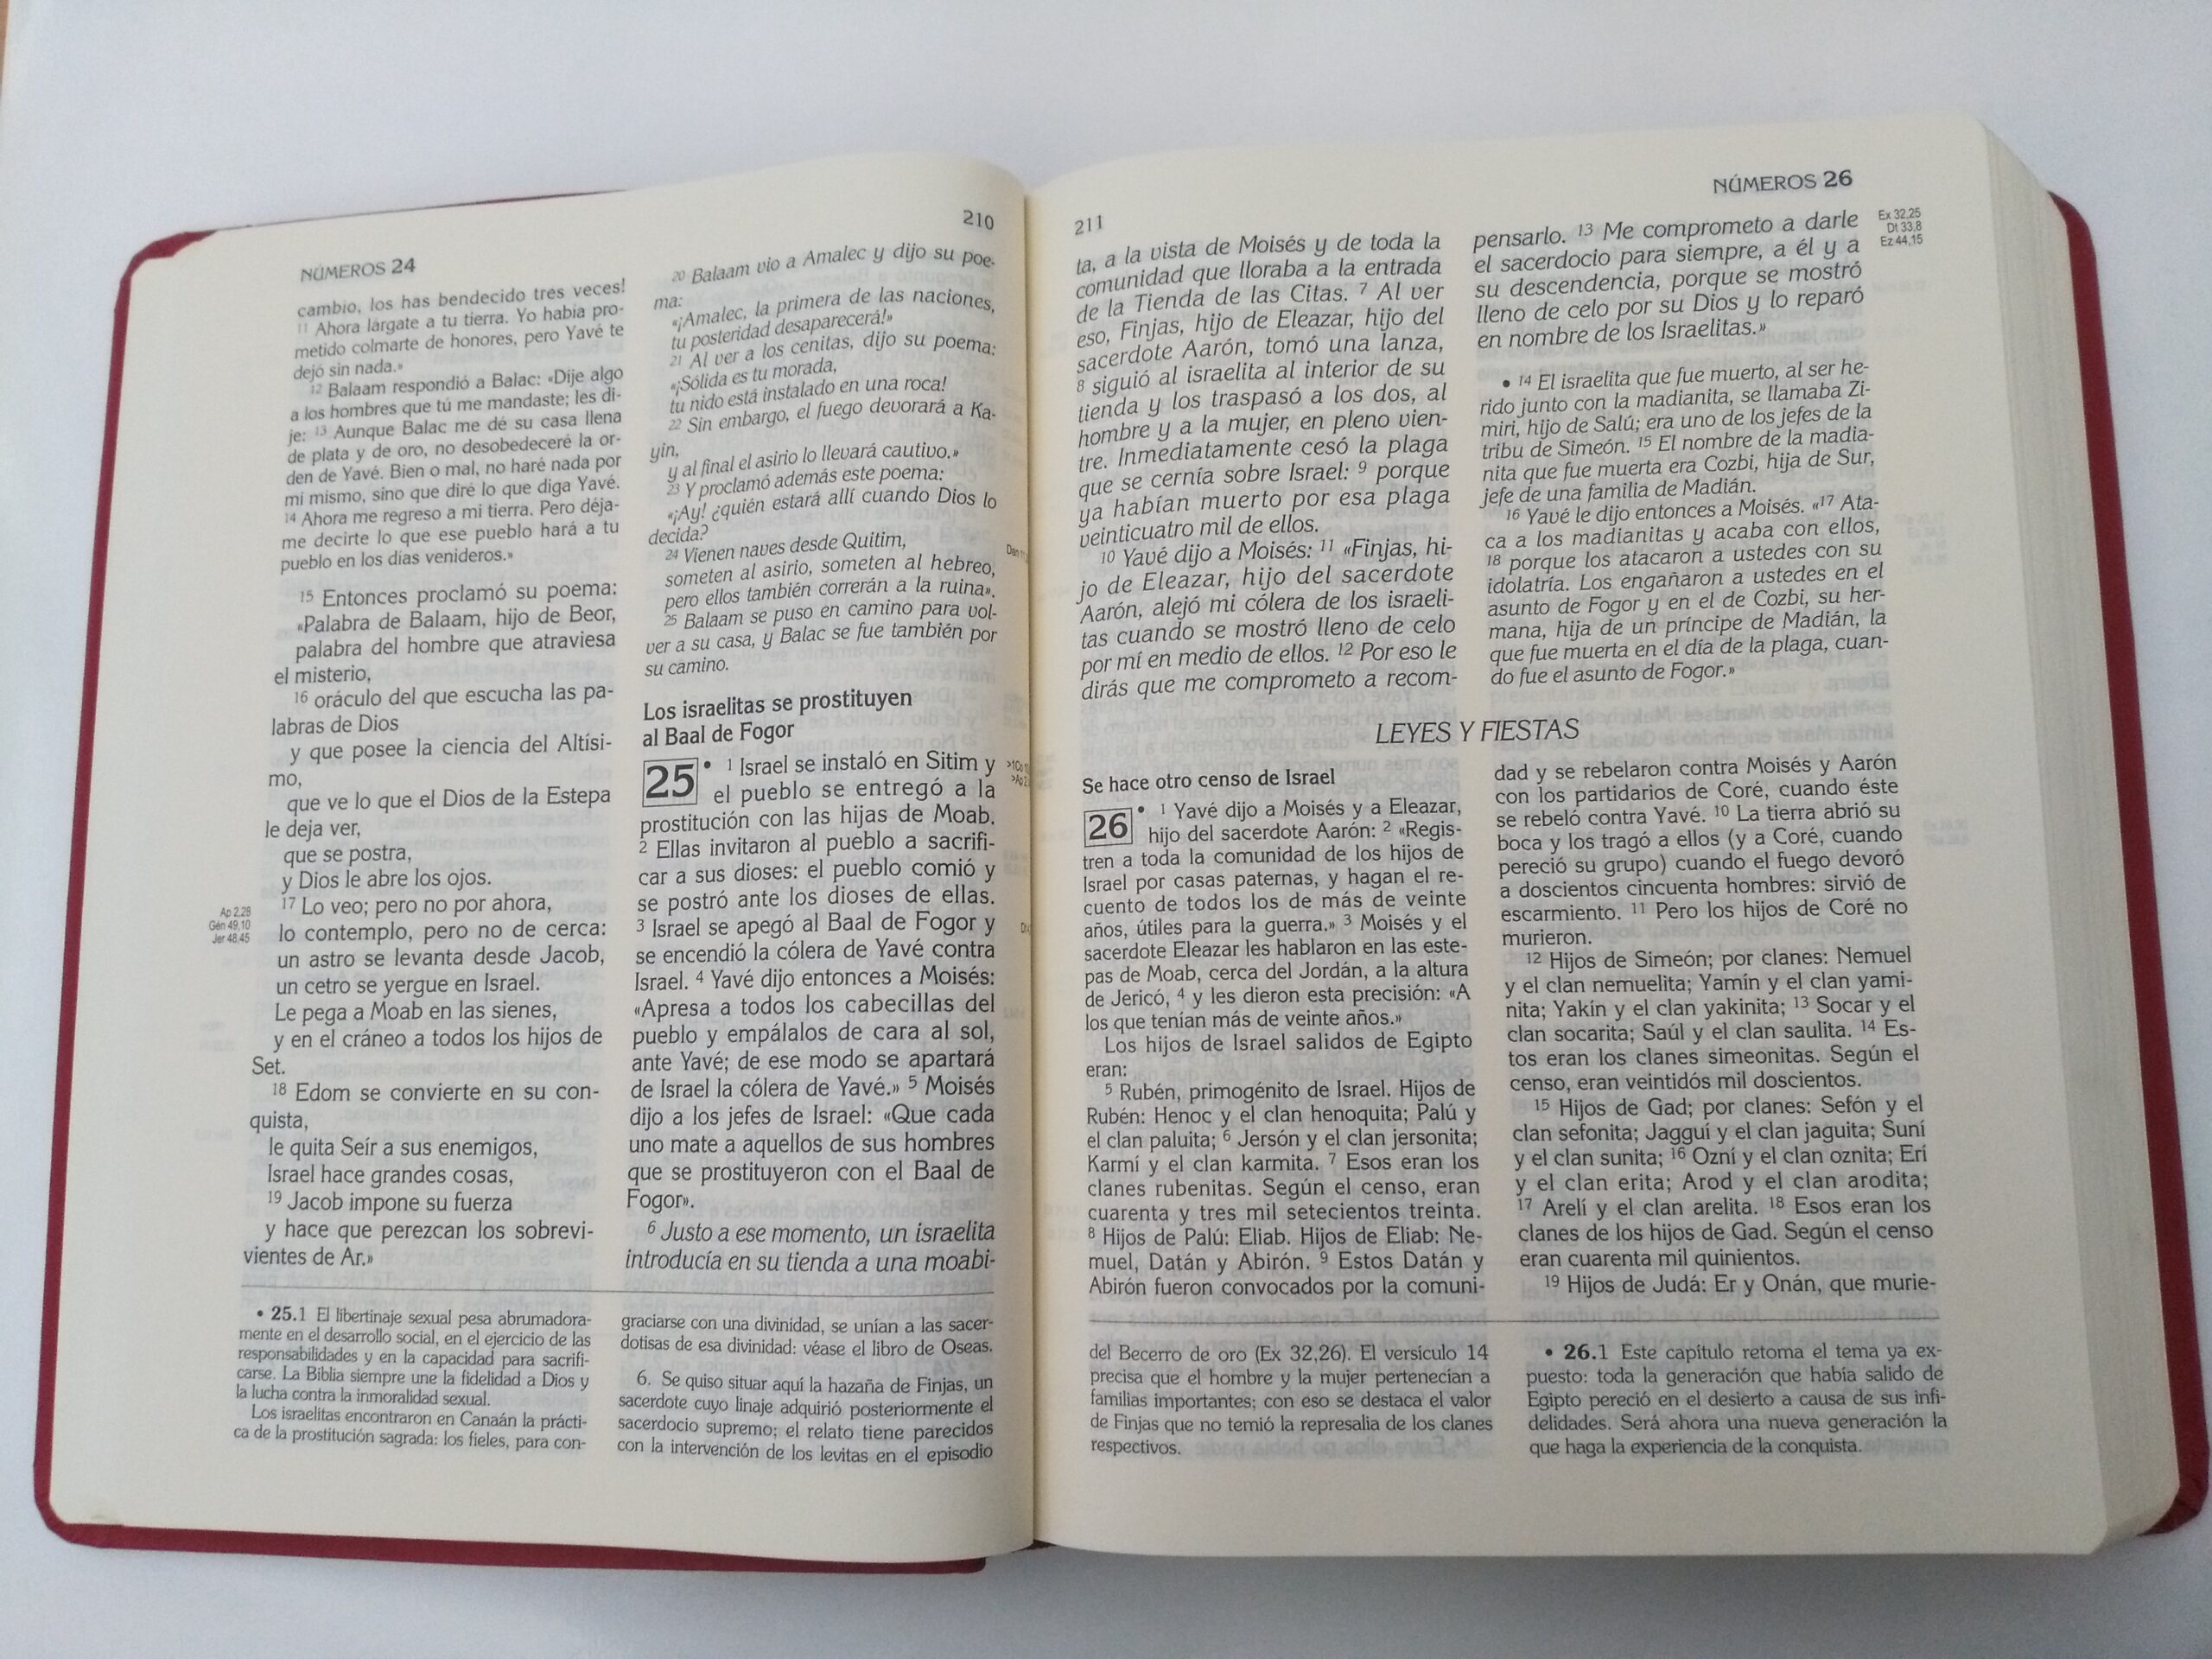 NÚMEROS 24
210
cambio, los has bendecido tres veces!
11 Ahora lárgate a tu tierra. Yo había pro-
metido colmarte de honores, pero Yavé te
dejó sin nada.»
12 Balaam respondió a Balac: «Dije algo
a los hombres que tú me mandaste; les di-
je: 13 Aunque Balac me dé su casa llena
de plata y de oro, no desobedeceré la or-
den de Yavé. Bien o mal, no haré nada por
mí mismo, sino que diré lo que diga Yavé.
14 Ahora me regreso a mi tierra. Pero déja-
me decirte lo que ese pueblo hará a tu
pueblo en los días venideros.»
15 Entonces proclamó su poema:
«Palabra de Balaam, hijo de Beor,
palabra del hombre que atraviesa
el misterio,
16 oráculo del que escucha las pa-
labras de Dios
y que posee la ciencia del Altísi-
mo,
que ve lo que el Dios de la Estepa
le deja ver,
que se postra,
y Dios le abre los ojos.
17 Lo veo; pero no por ahora,
lo contemplo, pero no de cerca:
un astro se levanta desde Jacob,
un cetro se yergue en Israel.
Le pega a Moab en las sienes,
y en el cráneo a todos los hijos de
Set.
18 Edom se convierte en su con-
quista,
le quita Seír a sus enemigos,
Israel hace grandes cosas,
19 Jacob impone su fuerza
y hace que perezcan los sobrevi-
vientes de Ar.»
Ap 2,28
Gén 49,10
Jer 48,45
20 Balaam vio a Amalec y dijo su poe-
ma:
«¡Amalec, la primera de las naciones,
tu posteridad desaparecerá!»
21 Al ver a los cenitas, dijo su poema:
«¡Sólida es tu morada,
tu nido está instalado en una roca!
22 Sin embargo, el fuego devorará a Ka-
yin,
y al final el asirio lo llevará cautivo.»
23 Y proclamó además este poema:
«¡Ay! ¿quién estará allí cuando Dios lo
decida?
24 Vienen naves desde Quitim,
someten al asirio, someten al hebreo,
pero ellos también correrán a la ruina».
25 Balaam se puso en camino para vol-
ver a su casa, y Balac se fue también por
su camino.
Los israelitas se prostituyen
al Baal de Fogor
25 • 1 Israel se instaló en Sitim y
el pueblo se entregó a la
prostitución con las hijas de Moab.
2 Ellas invitaron al pueblo a sacrifi-
car a sus dioses: el pueblo comió y
se postró ante los dioses de ellas.
3 Israel se apegó al Baal de Fogor y
se encendió la cólera de Yavé contra
Israel. 4 Yavé dijo entonces a Moisés:
«Apresa a todos los cabecillas del
pueblo y empálalos de cara al sol,
ante Yavé; de ese modo se apartará
de Israel la cólera de Yavé.» 5 Moisés
dijo a los jefes de Israel: «Que cada
uno mate a aquellos de sus hombres
que se prostituyeron con el Baal de
Fogor».
6 Justo a ese momento, un israelita
introducía en su tienda a una moabi-
• 25.1 El libertinaje sexual pesa abrumadora-
mente en el desarrollo social, en el ejercicio de las
responsabilidades y en la capacidad para sacrifi-
carse. La Biblia siempre une la fidelidad a Dios y
la lucha contra la inmoralidad sexual.
Los israelitas encontraron en Canaán la prácti-
ca de la prostitución sagrada: los fieles, para con-
graciarse con una divinidad, se unían a las sacer-
dotisas de esa divinidad: véase el libro de Oseas.
6. Se quiso situar aquí la hazaña de Finjas, un
sacerdote cuyo linaje adquirió posteriormente el
sacerdocio supremo; el relato tiene parecidos
con la intervención de los levitas en el episodio
211
NÚMEROS 26
ta, a la vista de Moisés y de toda la
comunidad que lloraba a la entrada
de la Tienda de las Citas. 7 Al ver
eso, Finjas, hijo de Eleazar, hijo del
sacerdote Aarón, tomó una lanza,
8 siguió al israelita al interior de su
tienda y los traspasó a los dos, al
hombre y a la mujer, en pleno vien-
tre. Inmediatamente cesó la plaga
que se cernía sobre Israel: 9 porque
ya habían muerto por esa plaga
veinticuatro mil de ellos.
10 Yavé dijo a Moisés: 11 «Finjas, hi-
jo de Eleazar, hijo del sacerdote
Aarón, alejó mi cólera de los israeli-
tas cuando se mostró lleno de celo
por mí en medio de ellos. 12 Por eso le
dirás que me comprometo a recom-
pensarlo. 13 Me comprometo a darle
el sacerdocio para siempre, a él y a
su descendencia, porque se mostró
lleno de celo por su Dios y lo reparó
en nombre de los Israelitas.»
Ex 32,25
Dt 33,8
Ez 44,15
• 14 El israelita que fue muerto, al ser he-
rido junto con la madianita, se llamaba Zi-
miri, hijo de Salú; era uno de los jefes de la
tribu de Simeón. 15 El nombre de la madia-
nita que fue muerta era Cozbi, hija de Sur,
jefe de una familia de Madián.
16 Yavé le dijo entonces a Moisés. «17 Ata-
ca a los madianitas y acaba con ellos,
18 porque los atacaron a ustedes con su
idolatría. Los engañaron a ustedes en el
asunto de Fogor y en el de Cozbi, su her-
mana, hija de un príncipe de Madián, la
que fue muerta en el día de la plaga, cuan-
do fue el asunto de Fogor.»
LEYES Y FIESTAS
Se hace otro censo de Israel
26 • 1 Yavé dijo a Moisés y a Eleazar,
hijo del sacerdote Aarón: 2 «Regis-
tren a toda la comunidad de los hijos de
Israel por casas paternas, y hagan el re-
cuento de todos los de más de veinte
años, útiles para la guerra.» 3 Moisés y el
sacerdote Eleazar les hablaron en las este-
pas de Moab, cerca del Jordán, a la altura
de Jericó, 4 y les dieron esta precisión: «A
los que tenían más de veinte años.»
Los hijos de Israel salidos de Egipto
eran:
5 Rubén, primogénito de Israel. Hijos de
Rubén: Henoc y el clan henoquita; Palú y
el clan paluita; 6 Jersón y el clan jersonita;
Karmí y el clan karmita. 7 Esos eran los
clanes rubenitas. Según el censo, eran
cuarenta y tres mil setecientos treinta.
8 Hijos de Palú: Eliab. Hijos de Eliab: Ne-
muel, Datán y Abirón. 9 Estos Datán y
Abirón fueron convocados por la comuni-
dad y se rebelaron contra Moisés y Aarón
con los partidarios de Coré, cuando éste
se rebeló contra Yavé. 10 La tierra abrió su
boca y los tragó a ellos (y a Coré, cuando
pereció su grupo) cuando el fuego devoró
a doscientos cincuenta hombres: sirvió de
escarmiento. 11 Pero los hijos de Coré no
murieron.
12 Hijos de Simeón; por clanes: Nemuel
y el clan nemuelita; Yamín y el clan yami-
nita; Yakín y el clan yakinita; 13 Socar y el
clan socarita; Saúl y el clan saulita. 14 Es-
tos eran los clanes simeonitas. Según el
censo, eran veintidós mil doscientos.
15 Hijos de Gad; por clanes: Sefón y el
clan sefonita; Jagguí y el clan jaguita; Suní
y el clan sunita; 16 Ozní y el clan oznita; Erí
y el clan erita; Arod y el clan arodita;
17 Arelí y el clan arelita. 18 Esos eran los
clanes de los hijos de Gad. Según el censo
eran cuarenta mil quinientos.
19 Hijos de Judá: Er y Onán, que murie-
del Becerro de oro (Ex 32,26). El versículo 14
precisa que el hombre y la mujer pertenecían a
familias importantes; con eso se destaca el valor
de Finjas que no temió la represalia de los clanes
respectivos.
• 26.1 Este capítulo retoma el tema ya ex-
puesto: toda la generación que había salido de
Egipto pereció en el desierto a causa de sus infi-
delidades. Será ahora una nueva generación la
que haga la experiencia de la conquista.